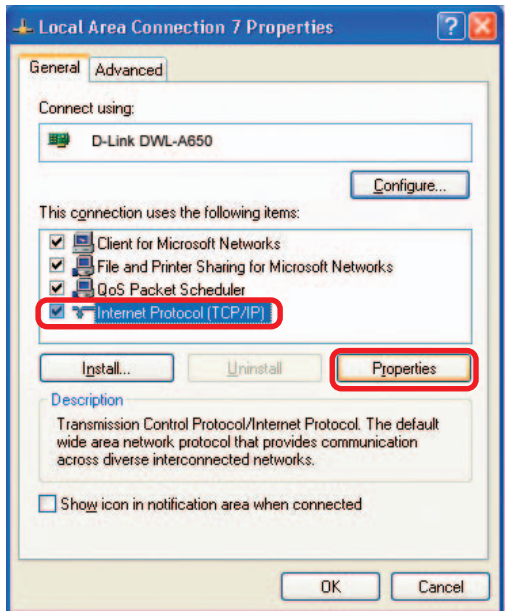 Local Area Connection 7 Properties
General Advanced
Connect using:
D-Link DWL-A650
Configure...
This connection uses the following items:
Client for Microsoft Networks
File and Printer Sharing for Microsoft Networks
QoS Packet Scheduler
Internet Protocol (TCP/IP)
Install... Uninstall Properties
Description
Transmission Control Protocol/Internet Protocol. The default
wide area network protocol that provides communication
across diverse interconnected networks.
Show icon in notification area when connected
OK Cancel